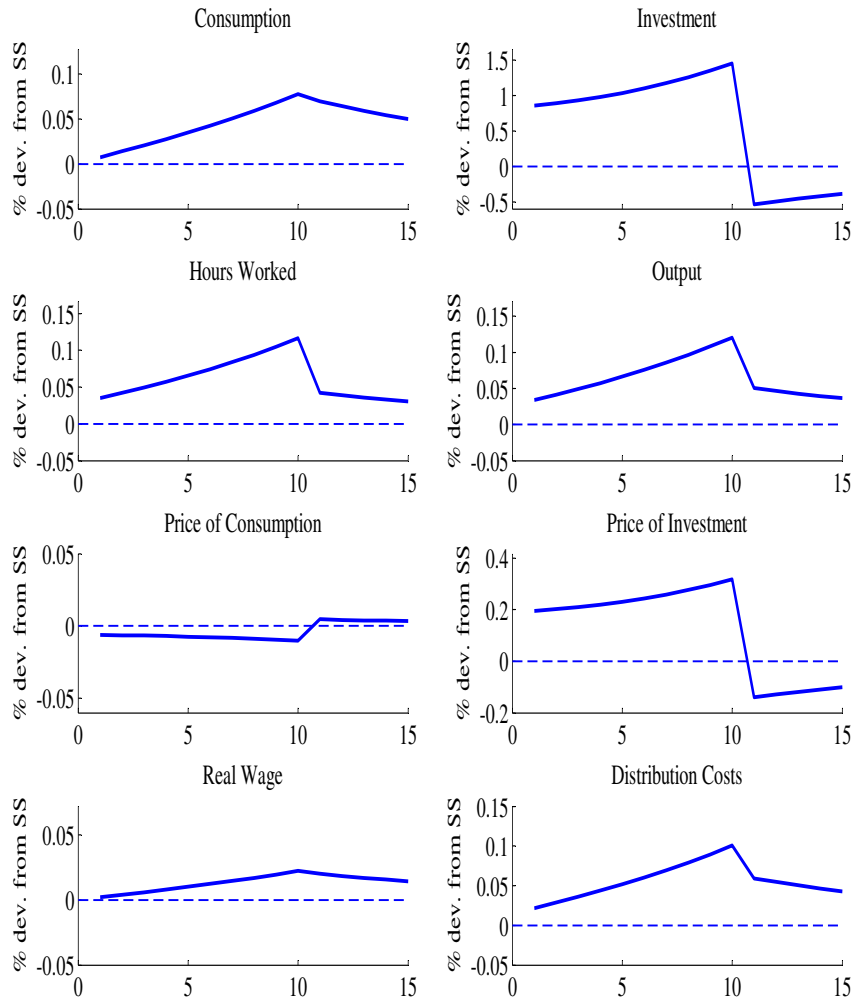 Consumption
% dev. from SS
0.1
0.05
0
-0.05
0 5 10 15
Investment
% dev. from SS
1.5
1
0.5
0
-0.5
0 5 10 15
Hours Worked
% dev. from SS
0.15
0.1
0.05
0
-0.05
0 5 10 15
Output
% dev. from SS
0.15
0.1
0.05
0
-0.05
0 5 10 15
Price of Consumption
% dev. from SS
0.05
0
-0.05
0 5 10 15
Price of Investment
% dev. from SS
0.4
0.2
0
-0.2
0 5 10 15
Real Wage
% dev. from SS
0.05
0
-0.05
0 5 10 15
Distribution Costs
% dev. from SS
0.15
0.1
0.05
0
-0.05
0 5 10 15